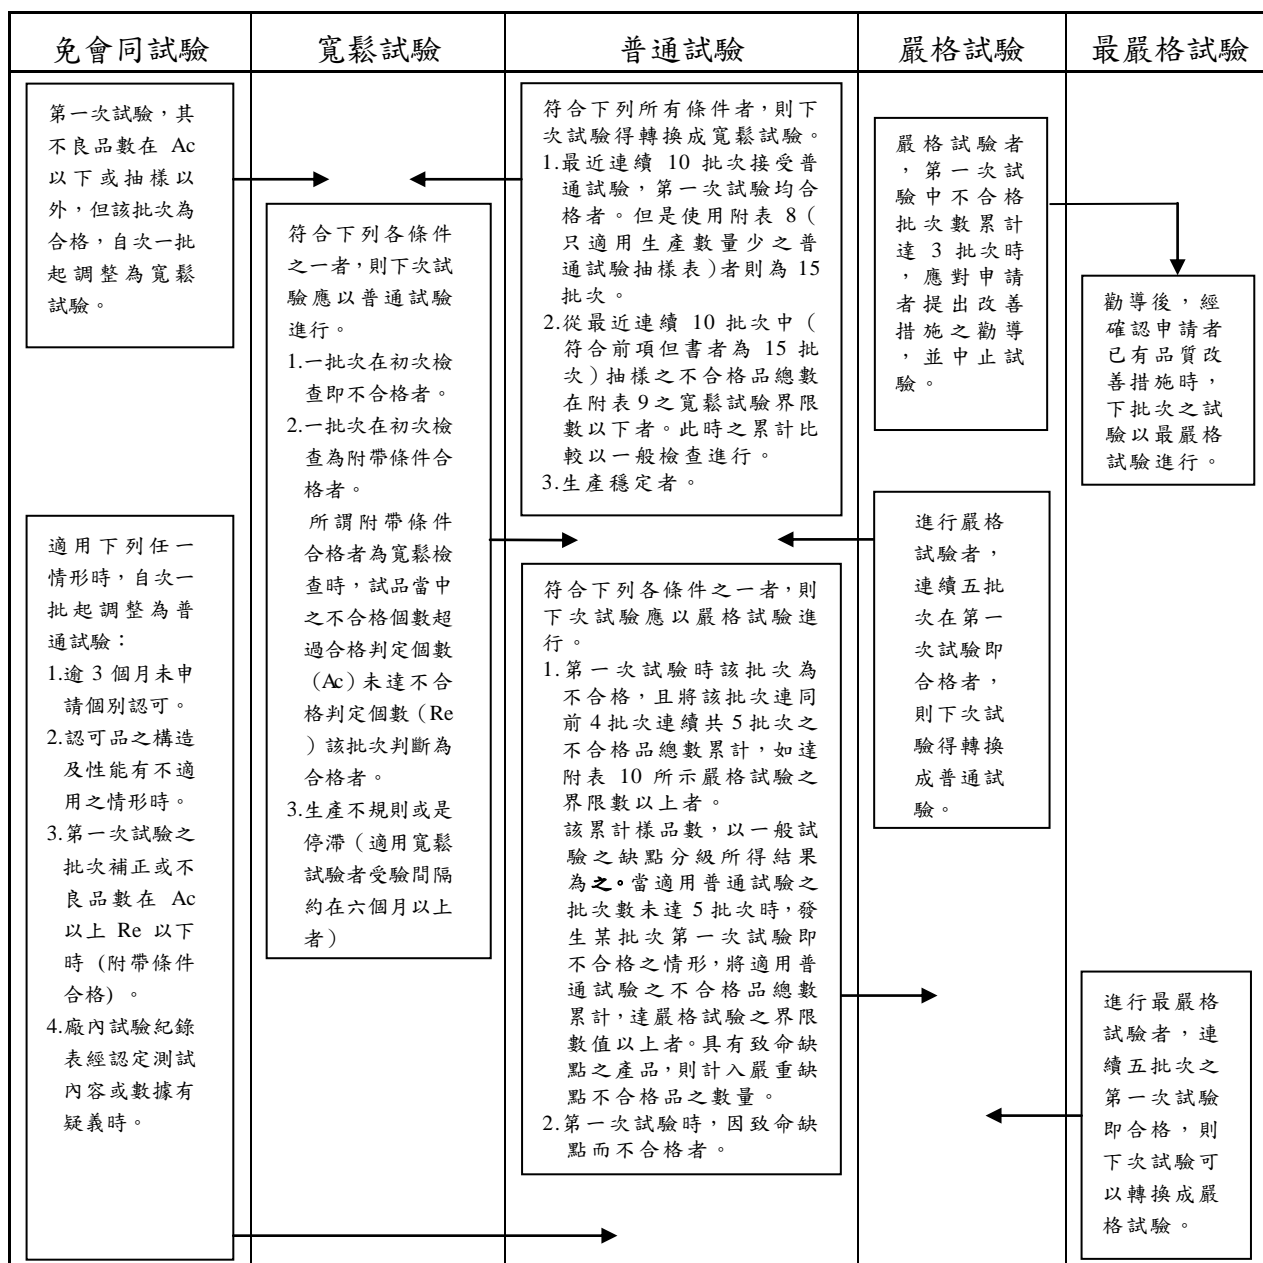 免會同試驗
寬鬆試驗
普通試驗
嚴格試驗
最嚴格試驗
第一次試驗，其
不良品數在 Ac
以下或抽樣以
外，但該批次為
合格，自次一批
起調整為寬鬆
試驗。
適用下列任一
情形時，自次一
批起調整為普
通試驗：
1.逾 3 個月未申
請個別認可。
2.認可品之構造
及性能有不適
用之情形時。
3.第一次試驗之
批次補正或不
良品數在 Ac
以上 Re 以下
時 (附帶條件
合格) 。
4.廠內試驗紀錄
表經認定測試
內容或數據有
疑義時。
符合下列各條件
之一者，則下次試
驗應以普通試驗
進行。
1.一批次在初次檢
查即不合格者。
2.一批次在初次檢
查為附帶條件合
格者。
所謂附帶條件
合格者為寬鬆檢
查時，試品當中
之不合格個數超
過合格判定個數
（Ac）未達不合
格判定個數（Re
）該批次判斷為
合格者。
3.生產不規則或是
停滯（適用寬鬆
試驗者受驗間隔
約在六個月以上
者）
符合下列所有條件者，則下
次試驗得轉換成寬鬆試驗。
1.最近連續 10 批次接受普
通試驗，第一次試驗均合
格者。但是使用附表 8（
只適用生產數量少之普
通試驗抽樣表）者則為 15
批次。
2.從最近連續 10 批次中（
符合前項但書者為 15 批
次）抽樣之不合格品總數
在附表 9 之寬鬆試驗界限
數以下者。此時之累計比
較以一般檢查進行。
3.生產穩定者。
符合下列各條件之一者，則
下次試驗應以嚴格試驗進
行。
1.第一次試驗時該批次為
不合格，且將該批次連同
前 4 批次連續共 5 批次之
不合格品總數累計，如達
附表 10 所示嚴格試驗之
界限數以上者。
該累計樣品數，以一般試
驗之缺點分級所得結果
為之。當適用普通試驗之
批次數未達 5 批次時，發
生某批次第一次試驗即
不合格之情形，將適用普
通試驗之不合格品總數
累計，達嚴格試驗之界限
數值以上者。具有致命缺
點之產品，則計入嚴重缺
點不合格品之數量。
2.第一次試驗時，因致命缺
點而不合格者。
嚴格試驗者
，第一次試
驗中不合格
批次數累計
達 3 批次時
，應對申請
者提出改善
措施之勸導
，並中止試
驗。
進行嚴格
試驗者，
連續五批
次在第一
次試驗即
合格者，
則下次試
驗得轉換
成普通試
驗。
勸導後，經
確認申請者
已有品質改
善措施時，
下批次之試
驗以最嚴格
試驗進行。
進行最嚴格
試驗者，連
續五批次之
第一次試驗
即合格，則
下次試驗可
以轉換成嚴
格試驗。